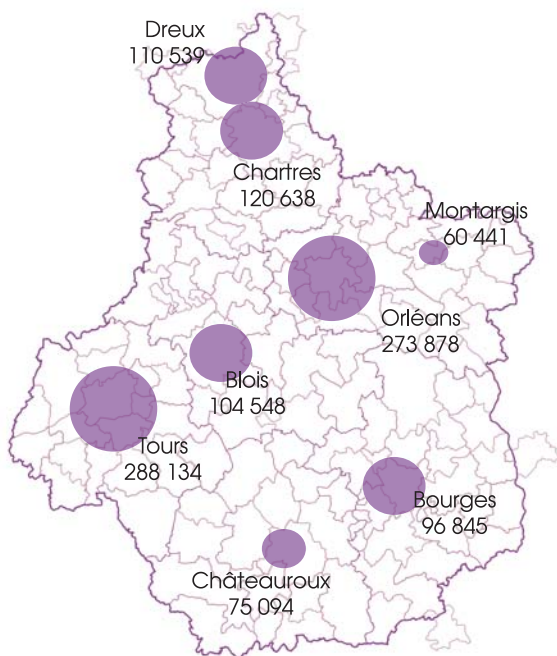 Dreux
110 539
Chartres
120 638
Montargis
60 441
Orléans
273 878
Blois
104 548
Tours
288 134
Bourges
96 845
Châteauroux
75 094